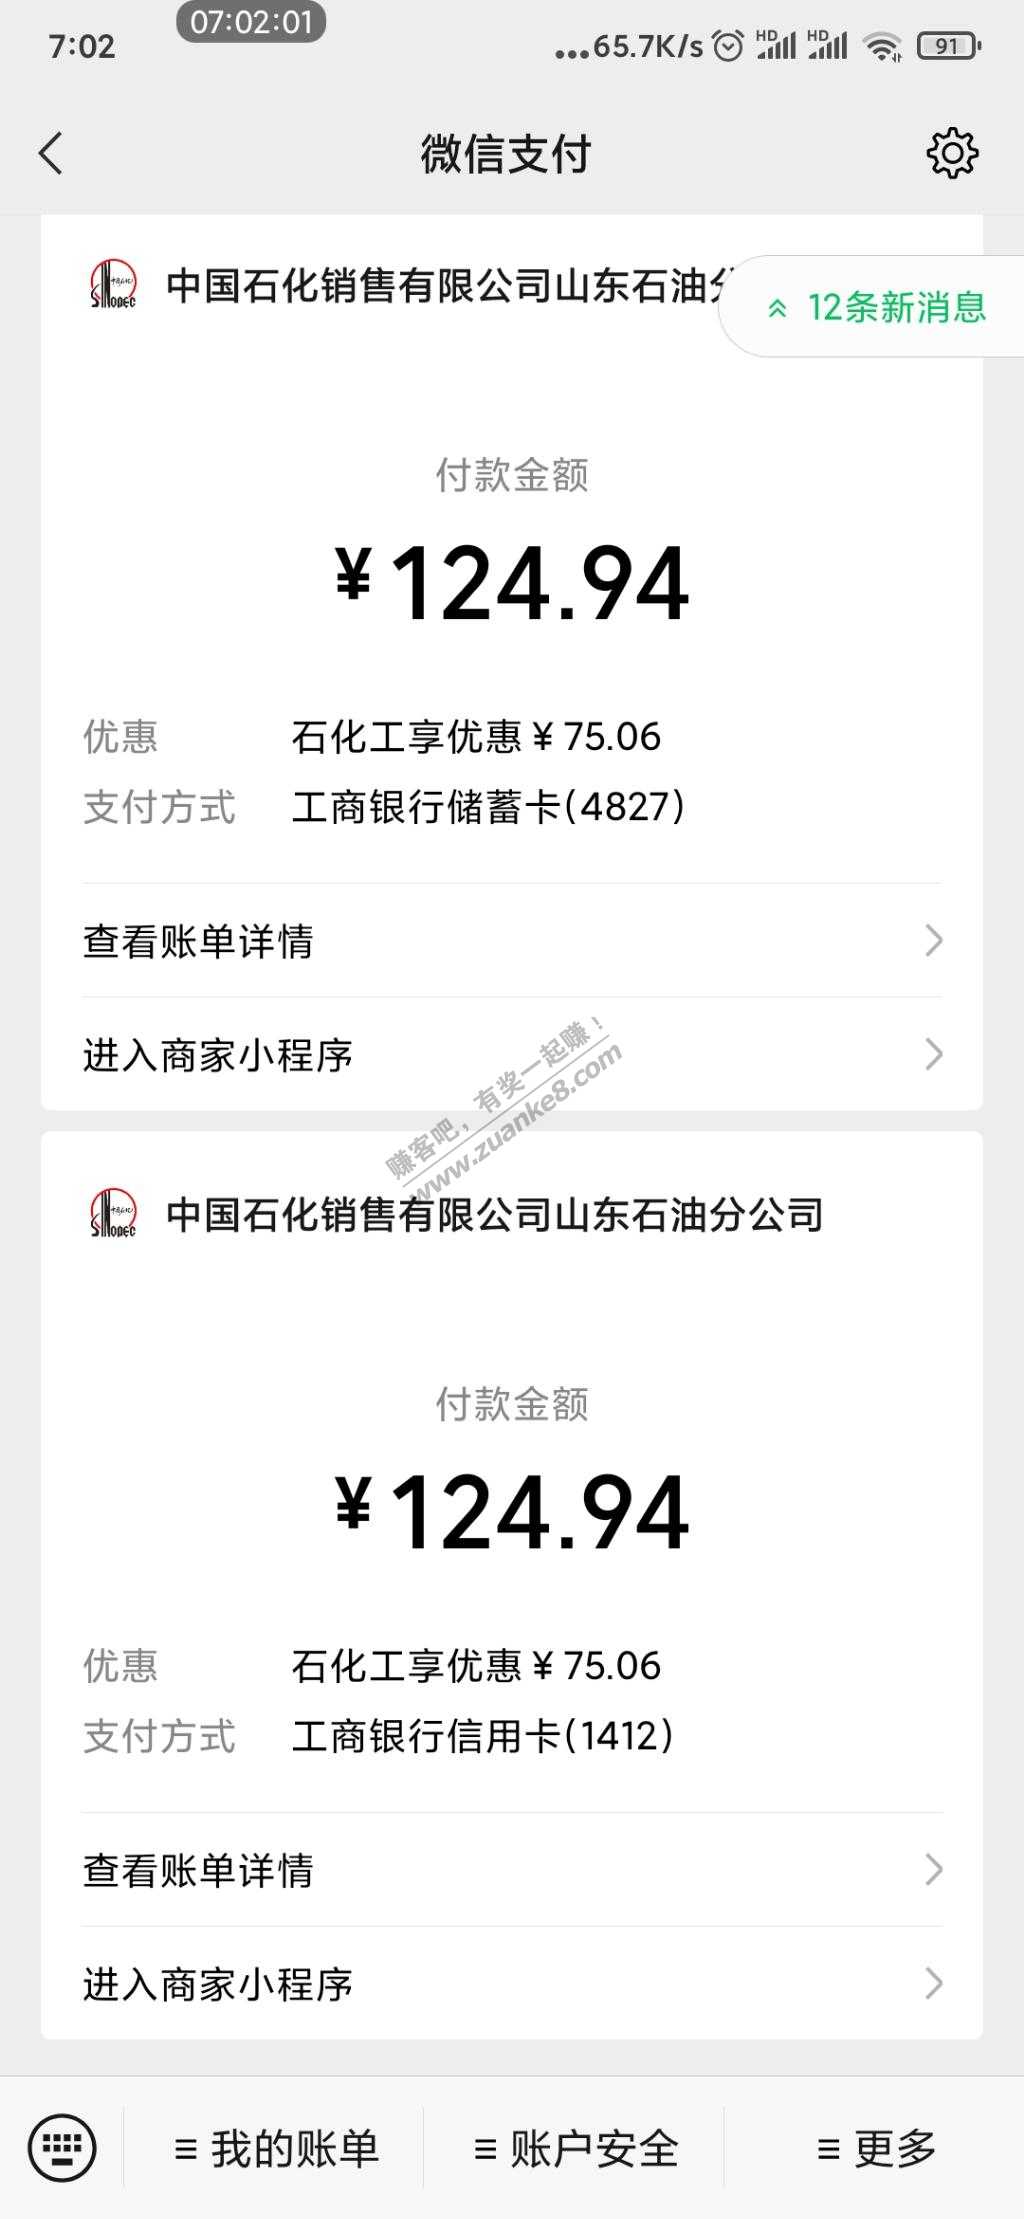 7:02
07:02:01
...65.7K/s
HD
HD
91
微信支付
中国石化销售有限公司山东石油分
12条新消息
付款金额
¥124.94
优惠 石化工享优惠¥75.06
支付方式 工商银行储蓄卡(4827)
查看账单详情
进入商家小程序
赚客吧，有奖一起赚！
www.zuanke8.com
SINOPEC 中国石化销售有限公司山东石油分公司
付款金额
¥124.94
优惠 石化工享优惠¥75.06
支付方式 工商银行信用卡(1412)
查看账单详情
进入商家小程序
我的账单
账户安全
更多